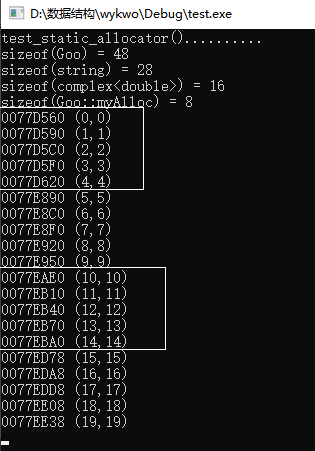 D:\数据结构\wykwo\Debug\test.exe
test_static_allocator()..........
sizeof(Goo) = 48
sizeof(string) = 28
sizeof(complex<double>) = 16
sizeof(Goo::myAlloc) = 8
0077D560 (0,0)
0077D590 (1,1)
0077D5C0 (2,2)
0077D5F0 (3,3)
0077D620 (4,4)
0077E890 (5,5)
0077E8C0 (6,6)
0077E8F0 (7,7)
0077E920 (8,8)
0077E950 (9,9)
0077EAE0 (10,10)
0077EB10 (11,11)
0077EB40 (12,12)
0077EB70 (13,13)
0077EBA0 (14,14)
0077ED78 (15,15)
0077EDA8 (16,16)
0077EDD8 (17,17)
0077EE08 (18,18)
0077EE38 (19,19)